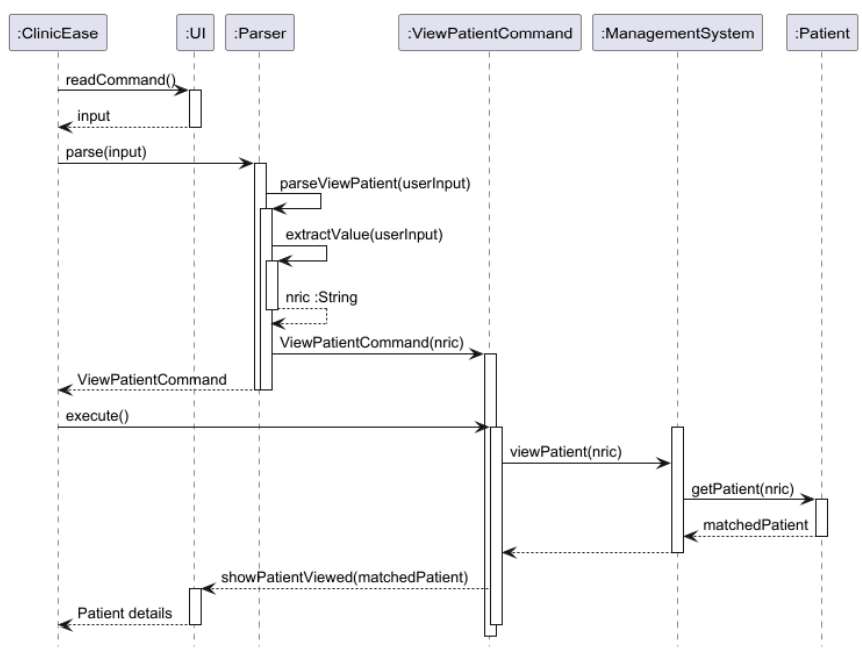 :ClinicEase
:UI
:Parser
:ViewPatientCommand
:ManagementSystem
:Patient
readCommand()
input
parse(input)
parseViewPatient(userInput)
extractValue(userInput)
nric :String
ViewPatientCommand(nric)
ViewPatientCommand
execute()
viewPatient(nric)
getPatient(nric)
matchedPatient
showPatientViewed(matchedPatient)
Patient details